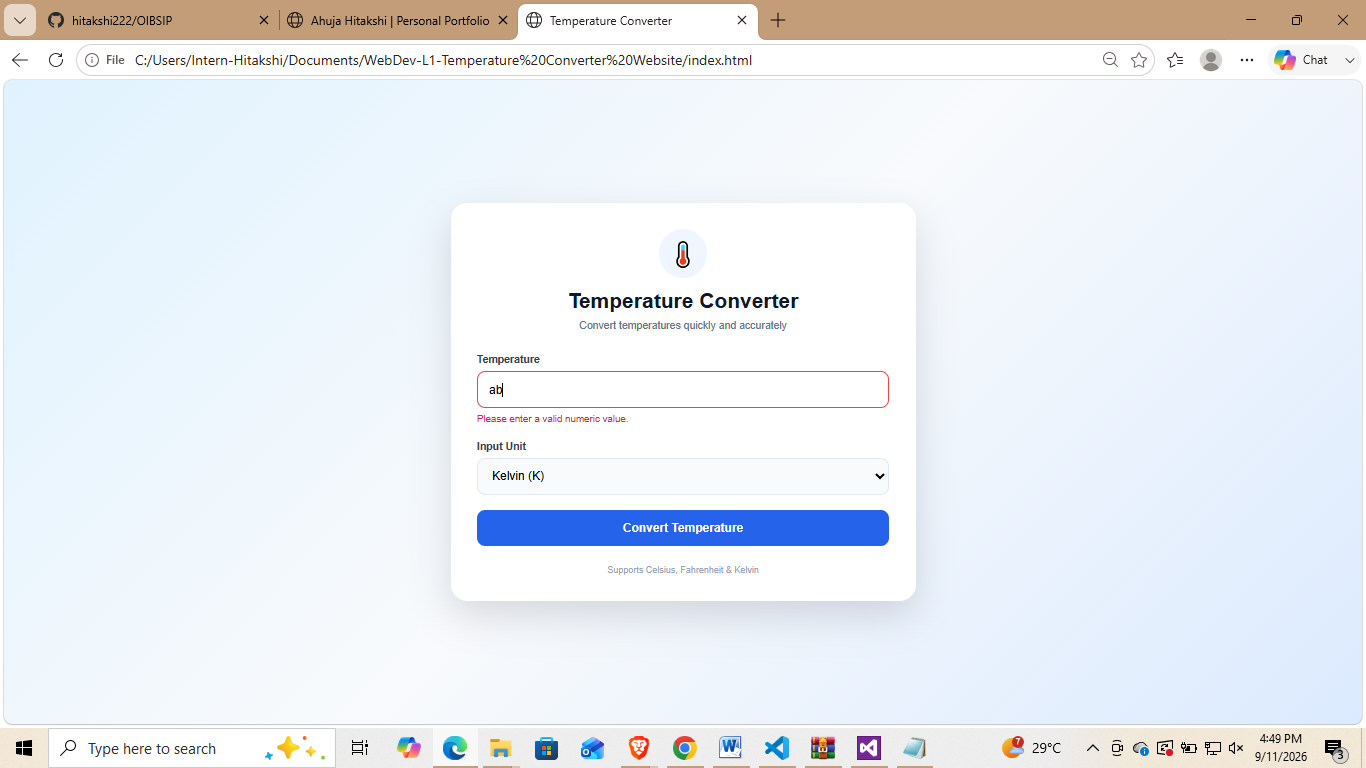 hitakshi222/OIBSIP
Ahuja Hitakshi | Personal Portfolio
Temperature Converter
File
C:/Users/Intern-Hitakshi/Documents/WebDev-L1-Temperature%20Converter%20Website/index.html
Chat
Temperature Converter
Convert temperatures quickly and accurately
Temperature
ab
Please enter a valid numeric value.
Input Unit
Kelvin (K)
Convert Temperature
Supports Celsius, Fahrenheit & Kelvin
Type here to search
7
29°C
4:49 PM
9/11/2026
3